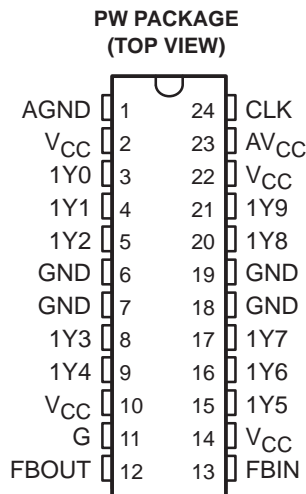 PW PACKAGE
(TOP VIEW)
AGND 1 24 CLK
VCC 2 23 AVCC
1Y0 3 22 VCC
1Y1 4 21 1Y9
1Y2 5 20 1Y8
GND 6 19 GND
GND 7 18 GND
1Y3 8 17 1Y7
1Y4 9 16 1Y6
VCC 10 15 1Y5
G 11 14 VCC
FBOUT 12 13 FBIN